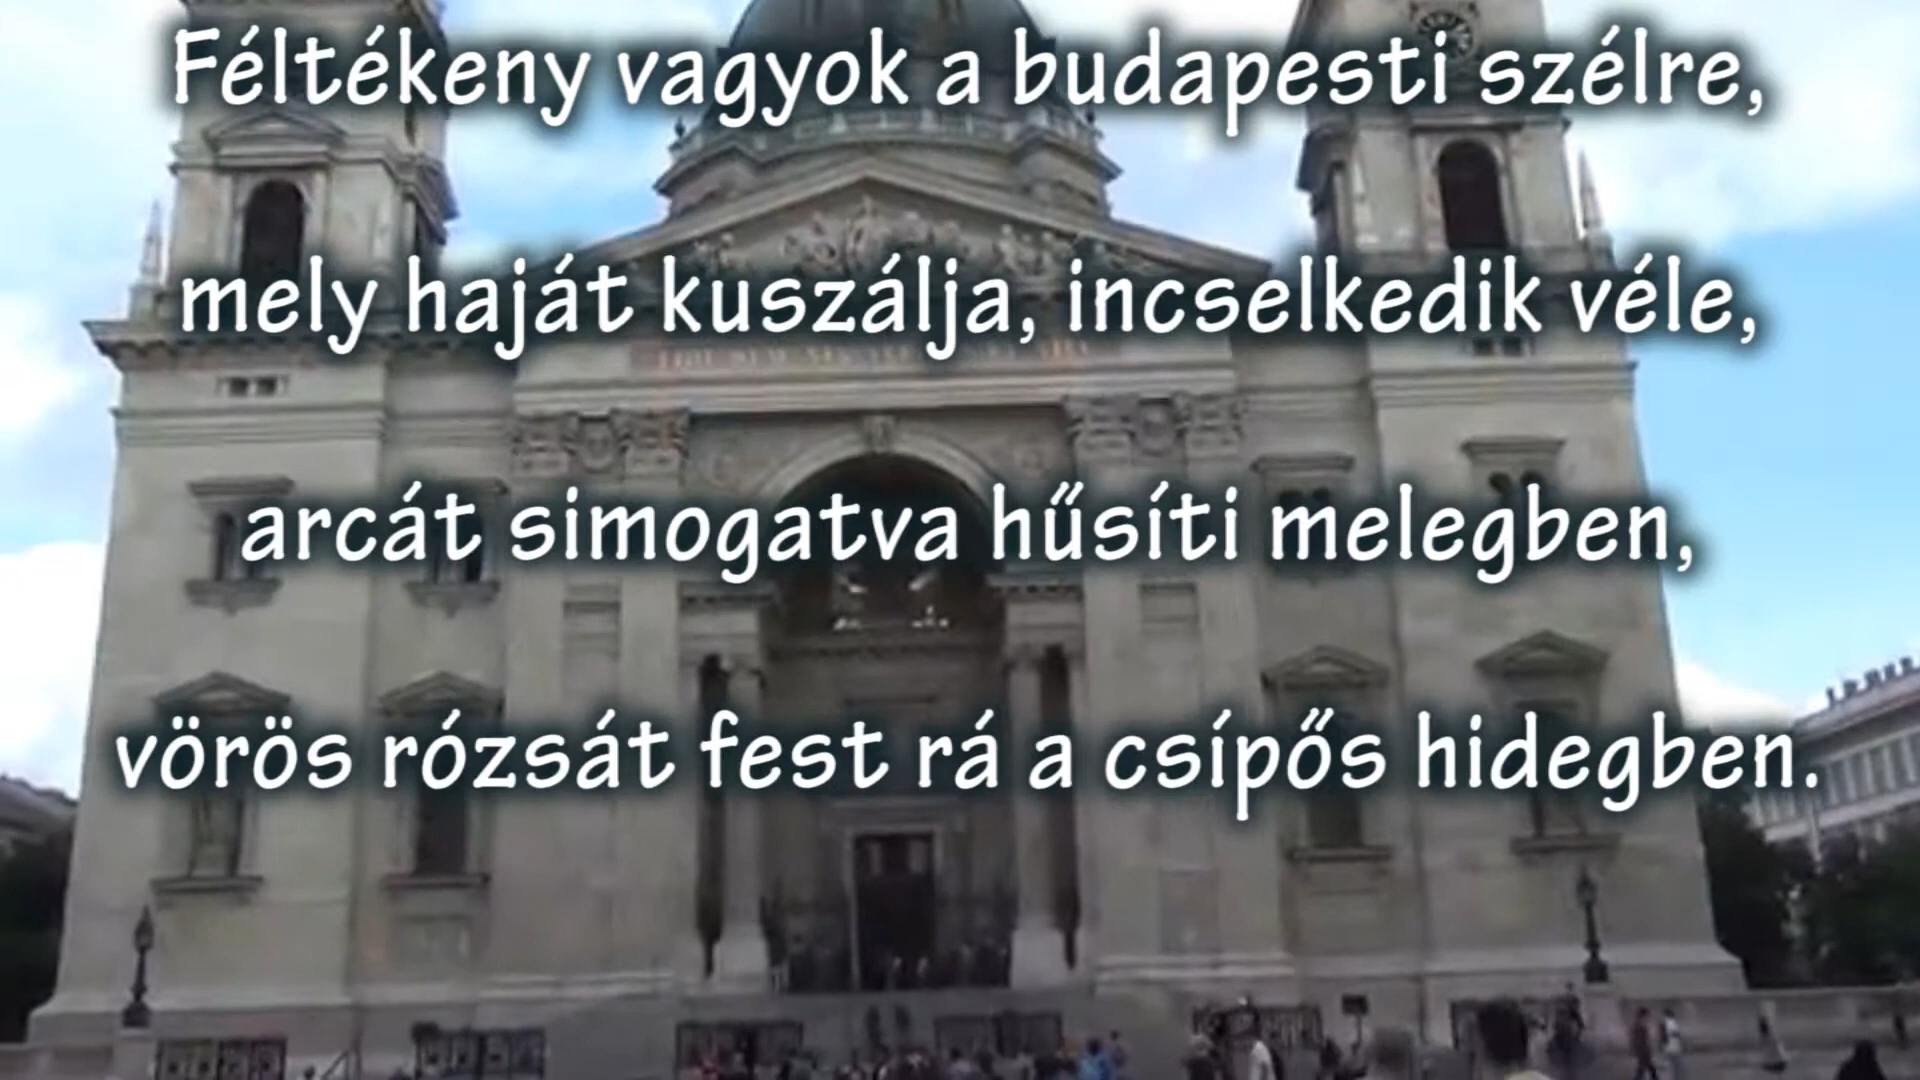 Féltékeny vagyok a budapesti szélre,
mely haját kuszálja, incselkedik véle,
arcát simogatva hűsíti melegben,
vörös rózsát fest rá a csípős hidegben.